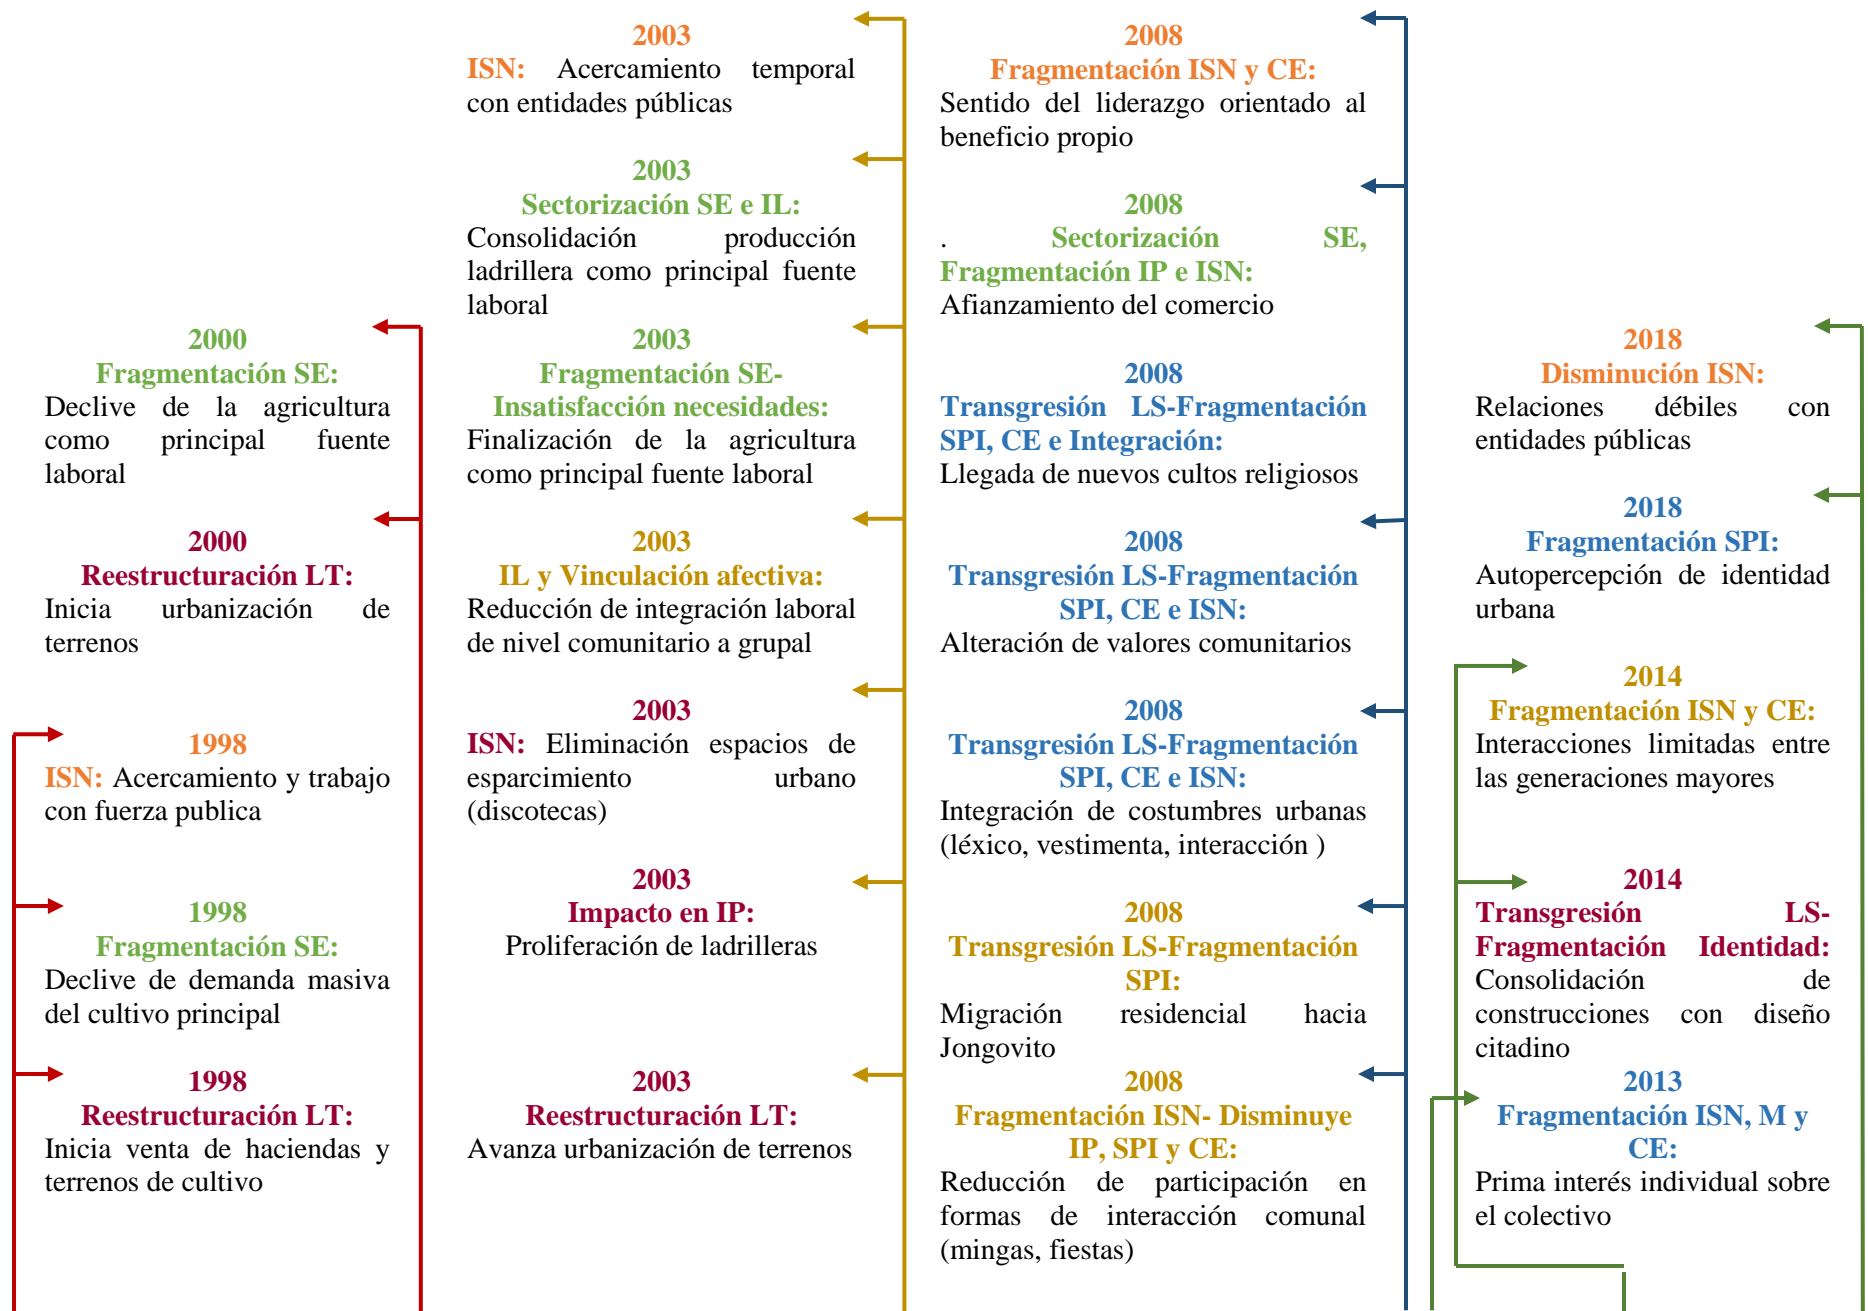 2000
Fragmentación SE:
Declive de la agricultura
como principal fuente
laboral
2000
Reestructuración LT:
Inicia urbanización de
terrenos
1998
ISN: Acercamiento y trabajo
con fuerza publica
1998
Fragmentación SE:
Declive de demanda masiva
del cultivo principal
1998
Reestructuración LT:
Inicia venta de haciendas y
terrenos de cultivo
2003
ISN: Acercamiento temporal
con entidades públicas
2003
Sectorización SE e IL:
Consolidación producción
ladrillera como principal fuente
laboral
2003
Fragmentación SE-
Insatisfacción necesidades:
Finalización de la agricultura
como principal fuente laboral
2003
IL y Vinculación afectiva:
Reducción de integración laboral
de nivel comunitario a grupal
2003
ISN: Eliminación espacios de
esparcimiento urbano
(discotecas)
2003
Impacto en IP:
Proliferación de ladrilleras
2003
Reestructuración LT:
Avanza urbanización de terrenos
2008
Fragmentación ISN y CE:
Sentido del liderazgo orientado al
beneficio propio
2008
. Sectorización SE,
Fragmentación IP e ISN:
Afianzamiento del comercio
2008
Transgresión LS-Fragmentación
SPI, CE e Integración:
Llegada de nuevos cultos religiosos
2008
Transgresión LS-Fragmentación
SPI, CE e ISN:
Alteración de valores comunitarios
2008
Transgresión LS-Fragmentación
SPI, CE e ISN:
Integración de costumbres urbanas
(léxico, vestimenta, interacción )
2008
Transgresión LS-Fragmentación
SPI:
Migración residencial hacia
Jongovito
2008
Fragmentación ISN- Disminuye
IP, SPI y CE:
Reducción de participación en
formas de interacción comunal
(mingas, fiestas)
2018
Disminución ISN:
Relaciones débiles con
entidades públicas
2018
Fragmentación SPI:
Autopercepción de identidad
urbana
2014
Fragmentación ISN y CE:
Interacciones limitadas entre
las generaciones mayores
2014
Transgresión LS-
Fragmentación Identidad:
Consolidación de
construcciones con diseño
citadino
2013
Fragmentación ISN, M y
CE:
Prima interés individual sobre
el colectivo